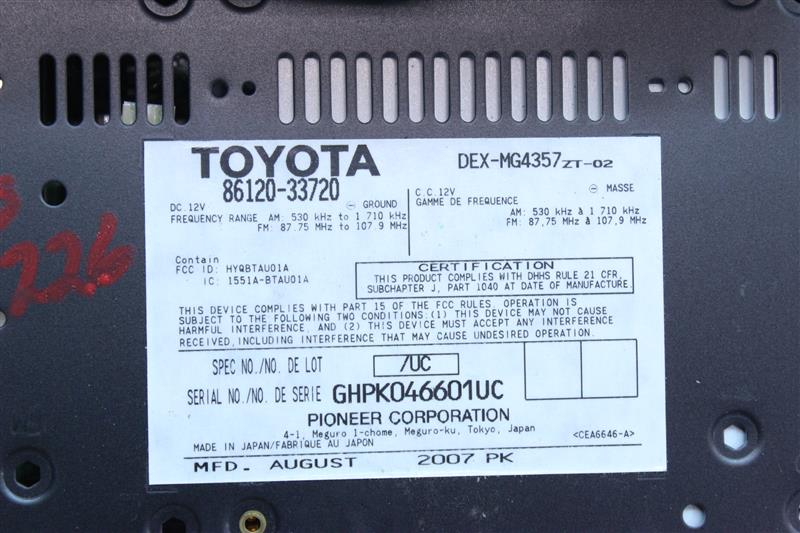 TOYOTA
DEX-MG4357ZT-02
86120-33720
DC.12V ⊖ GROUND
FREQUENCY RANGE AM: 530 kHz to 1 710 kHz
FM: 87.75 MHz to 107.9 MHz
C.C.12V ⊖ MASSE
GAMME DE FREQUENCE
AM: 530 kHz à 1 710 kHz
FM: 87,75 MHz à 107,9 MHz
Contain
FCC ID: HYQBTAU01A
IC: 1551A-BTAU01A
CERTIFICATION
THIS PRODUCT COMPLIES WITH DHHS RULE 21 CFR,
SUBCHAPTER J, PART 1040 AT DATE OF MANUFACTURE.
THIS DEVICE COMPLIES WITH PART 15 OF THE FCC RULES. OPERATION IS
SUBJECT TO THE FOLLOWING TWO CONDITIONS:(1) THIS DEVICE MAY NOT CAUSE
HARMFUL INTERFERENCE, AND (2) THIS DEVICE MUST ACCEPT ANY INTERFERENCE
RECEIVED,INCLUDING INTERFERENCE THAT MAY CAUSE UNDESIRED OPERATION.
SPEC NO./NO. DE LOT /UC
SERIAL NO./NO. DE SERIE GHPK046601UC
PIONEER CORPORATION
4-1, Meguro 1-chome, Meguro-ku, Tokyo, Japan
MADE IN JAPAN/FABRIQUE AU JAPON
<CEA6646-A>
MFD. AUGUST 2007 PK
226